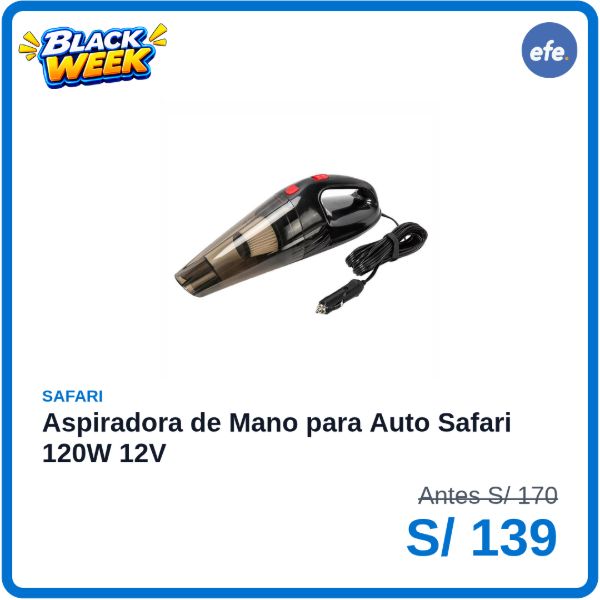 BLACK
WEEK
efe.
SAFARI
Aspiradora de Mano para Auto Safari
120W 12V
Antes S/ 170
S/ 139